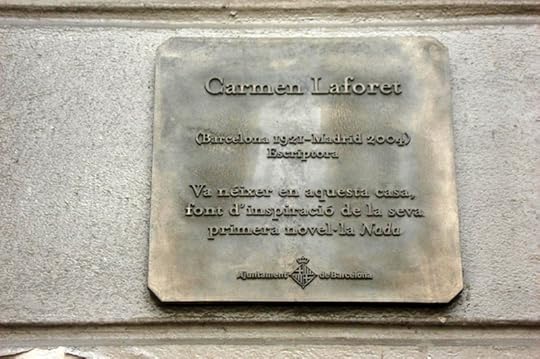 Carmen Laforet
(Barcelona 1921-Madrid 2004)
Escriptora
Va néixer en aquesta casa,
font d'inspiració de la seva
primera novel·la Nada
Ajuntament de Barcelona